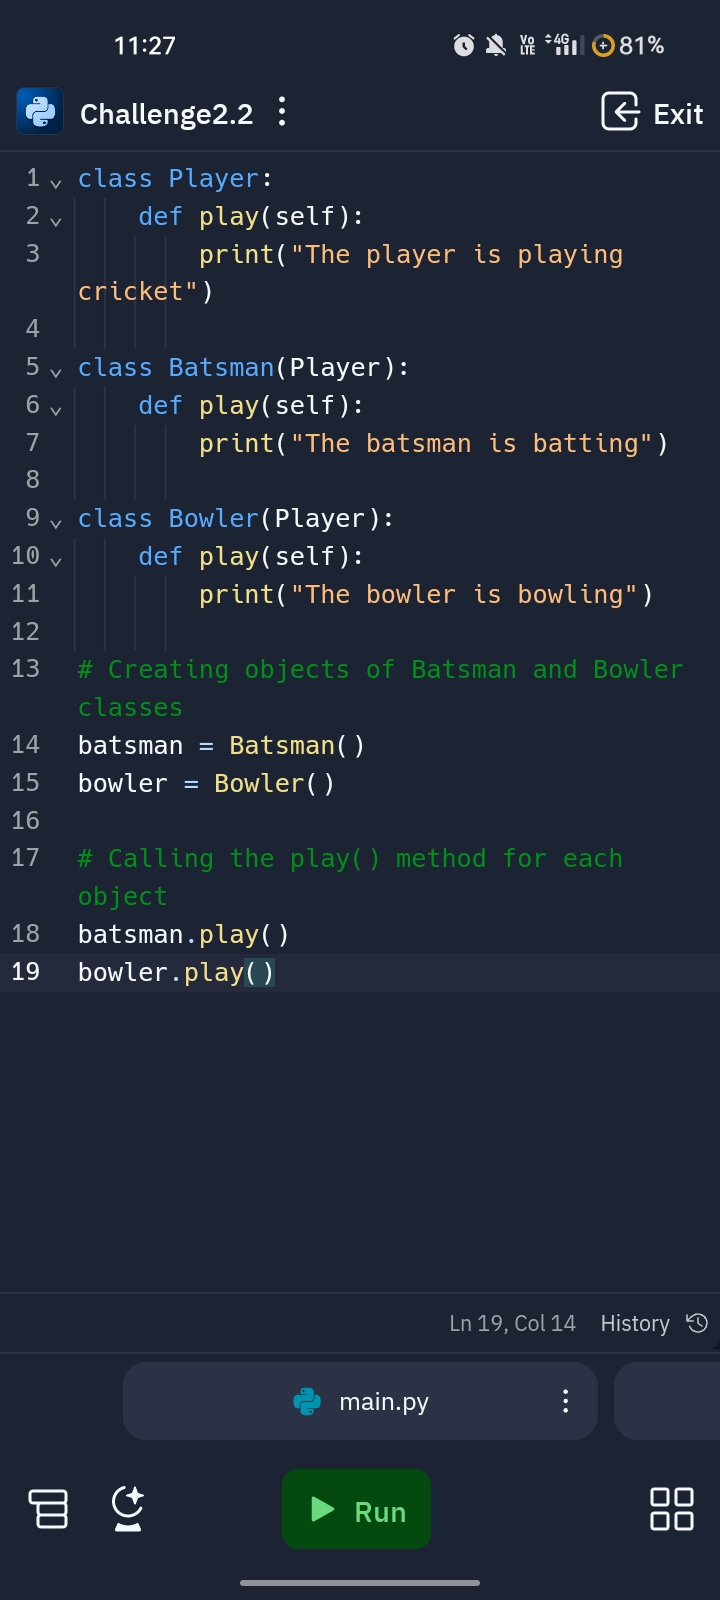 11:27 Vo LTE 4G 81%
Challenge2.2 Exit
1 class Player:
2 def play(self):
3 print("The player is playing
cricket")
4
5 class Batsman(Player):
6 def play(self):
7 print("The batsman is batting")
8
9 class Bowler(Player):
10 def play(self):
11 print("The bowler is bowling")
12
13 # Creating objects of Batsman and Bowler
classes
14 batsman = Batsman()
15 bowler = Bowler()
16
17 # Calling the play() method for each
object
18 batsman.play()
19 bowler.play()
Ln 19, Col 14 History
main.py
Run